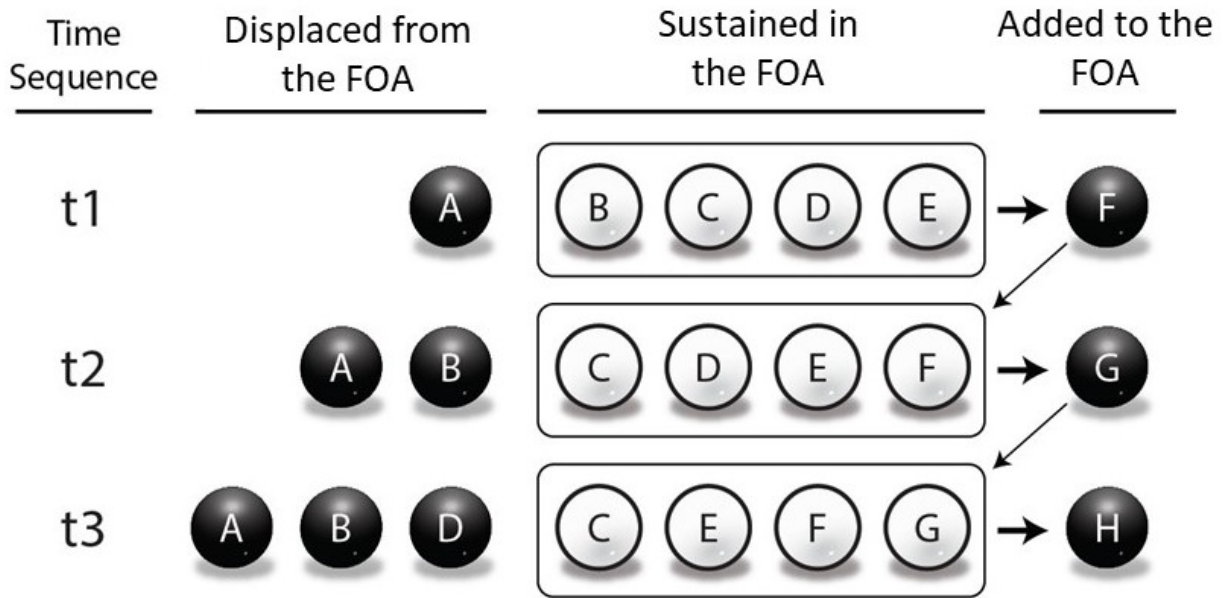 Time
Sequence
Displaced from
the FOA
Sustained in
the FOA
Added to the
FOA
t1 A B C D E F
t2 A B C D E F G
t3 A B D C E F G H